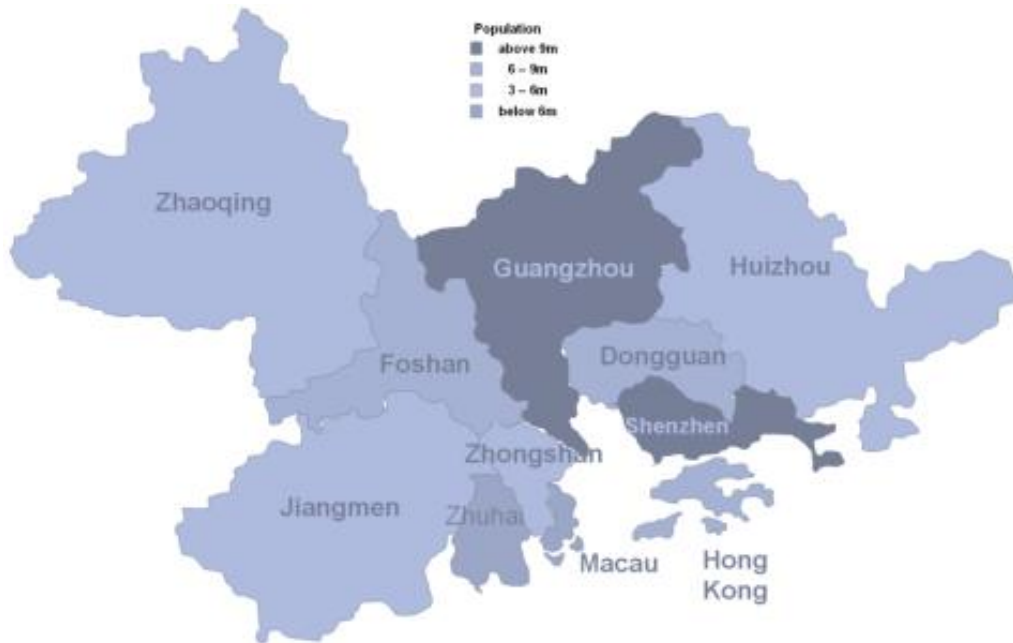 Population
above 9m
6 – 9m
3 – 6m
below 6m
Zhaoqing
Guangzhou
Huizhou
Foshan
Dongguan
Shenzhen
Zhongshan
Jiangmen
Zhuhai
Macau
Hong
Kong